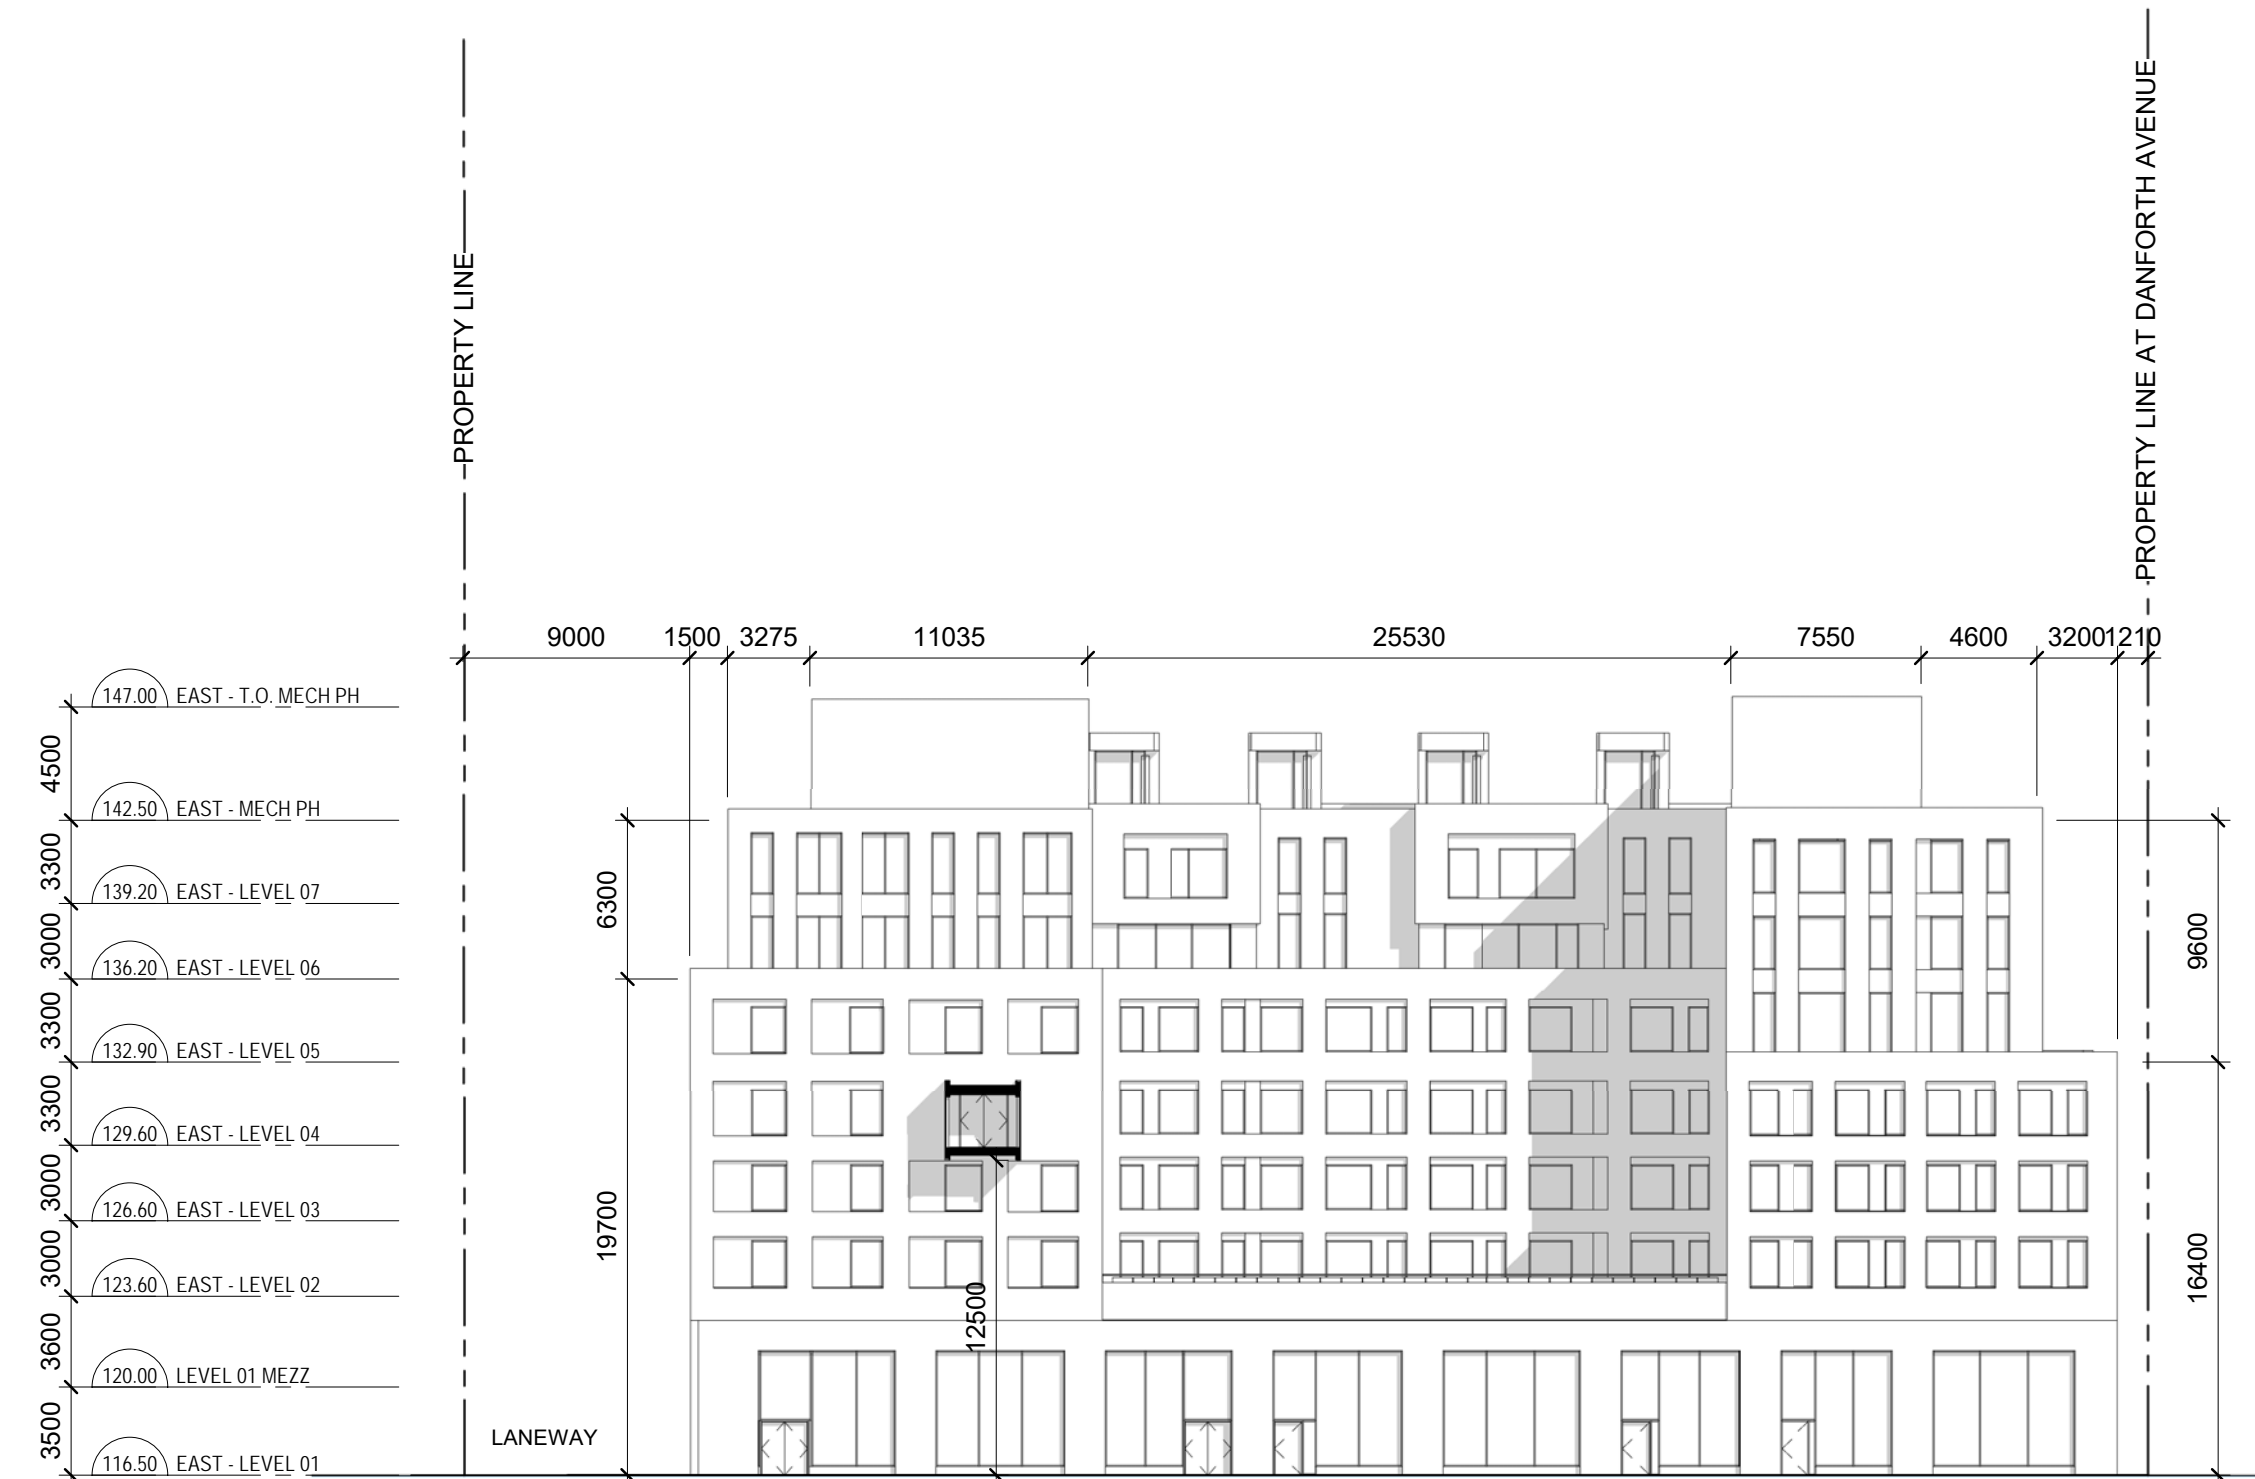 PROPERTY LINE
PROPERTY LINE AT DANFORTH AVENUE
9000
1500
3275
11035
25530
7550
4600
3200
1210
147.00 EAST - T.O. MECH PH
4500
142.50 EAST - MECH PH
3300
139.20 EAST - LEVEL 07
3000
136.20 EAST - LEVEL 06
3300
132.90 EAST - LEVEL 05
3300
129.60 EAST - LEVEL 04
3000
126.60 EAST - LEVEL 03
3000
123.60 EAST - LEVEL 02
3600
120.00 LEVEL 01 MEZZ
3500
116.50 EAST - LEVEL 01
6300
19700
12500
9600
16400
LANEWAY